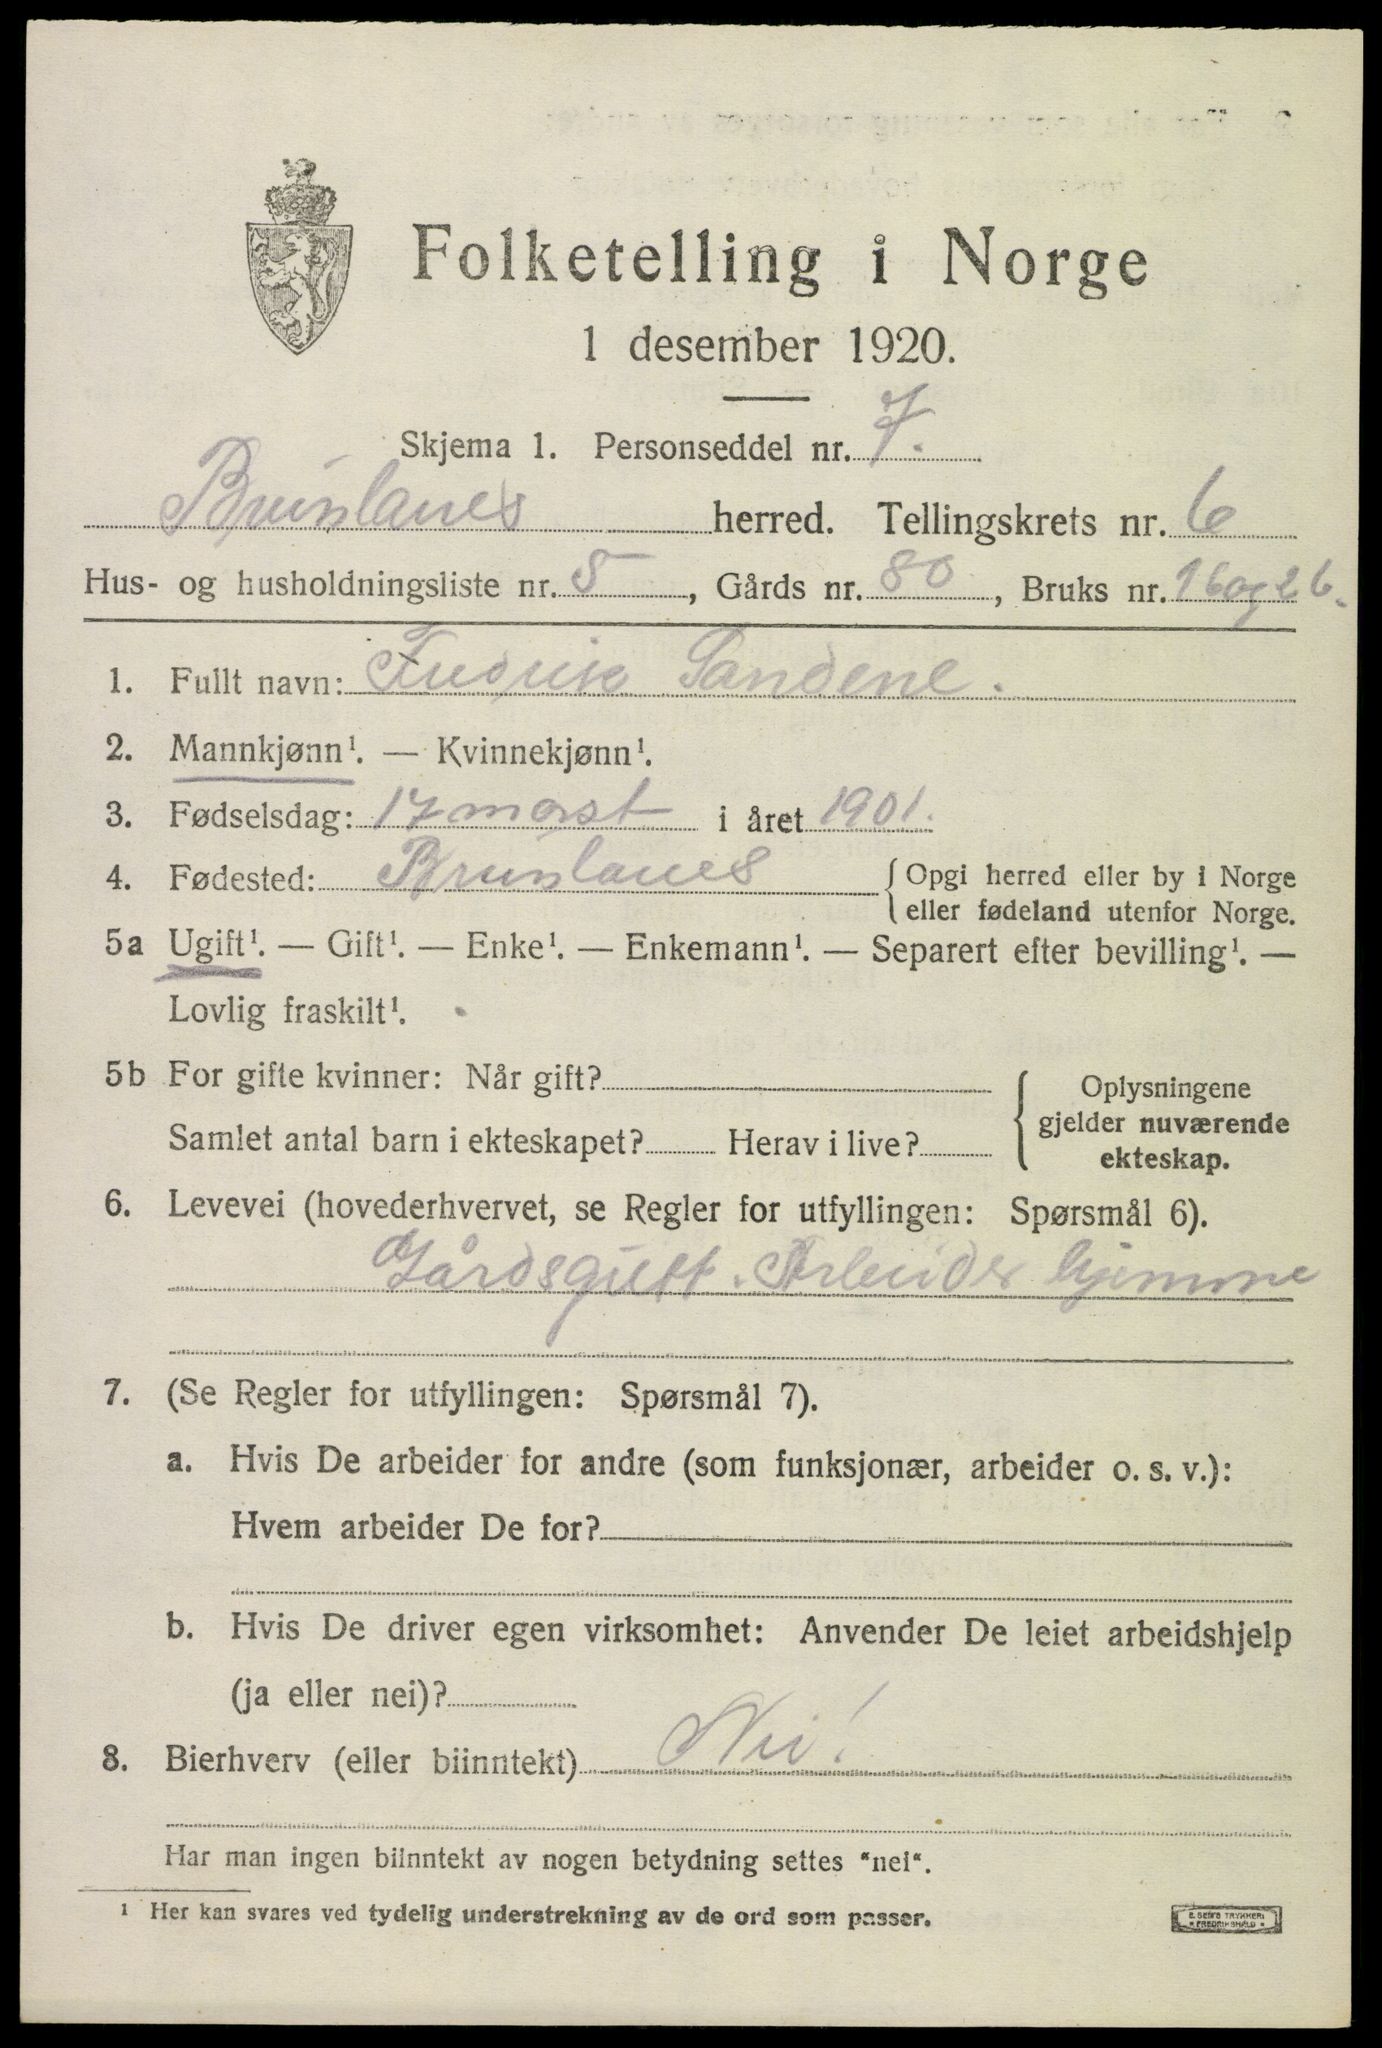 Folketelling i Norge
1 desember 1920.
Skjema 1. Personseddel nr. 7.
Brunlanes herred. Tellingskrets nr. 6
Hus- og husholdningsliste nr. 5, Gårds nr. 80, Bruks nr. 16 og 26.
1. Fullt navn: Fredrik Sandene.
2. Mannkjønn¹. — Kvinnekjønn¹.
3. Fødselsdag: 17 mars i året 1901.
4. Fødested: Brunlanes { Opgi herred eller by i Norge
eller fødeland utenfor Norge.
5a Ugift¹. — Gift¹. — Enke¹. — Enkemann¹. — Separert efter bevilling¹. —
Lovlig fraskilt¹.
5b For gifte kvinner: Når gift?
Samlet antal barn i ekteskapet? Herav i live?
{ Oplysningene
gjelder nuværende
ekteskap.
6. Levevei (hovederhvervet, se Regler for utfyllingen: Spørsmål 6).
Gårdsgutt. Arbeider hjemme
7. (Se Regler for utfyllingen: Spørsmål 7).
a. Hvis De arbeider for andre (som funksjonær, arbeider o. s. v.):
Hvem arbeider De for?
b. Hvis De driver egen virksomhet: Anvender De leiet arbeidshjelp
(ja eller nei)?
8. Bierhverv (eller biinntekt) Nei!
Har man ingen biinntekt av nogen betydning settes "nei".
¹ Her kan svares ved tydelig understrekning av de ord som passer.
E. SEM'S TRYKKERI
FREDRIKSHALD